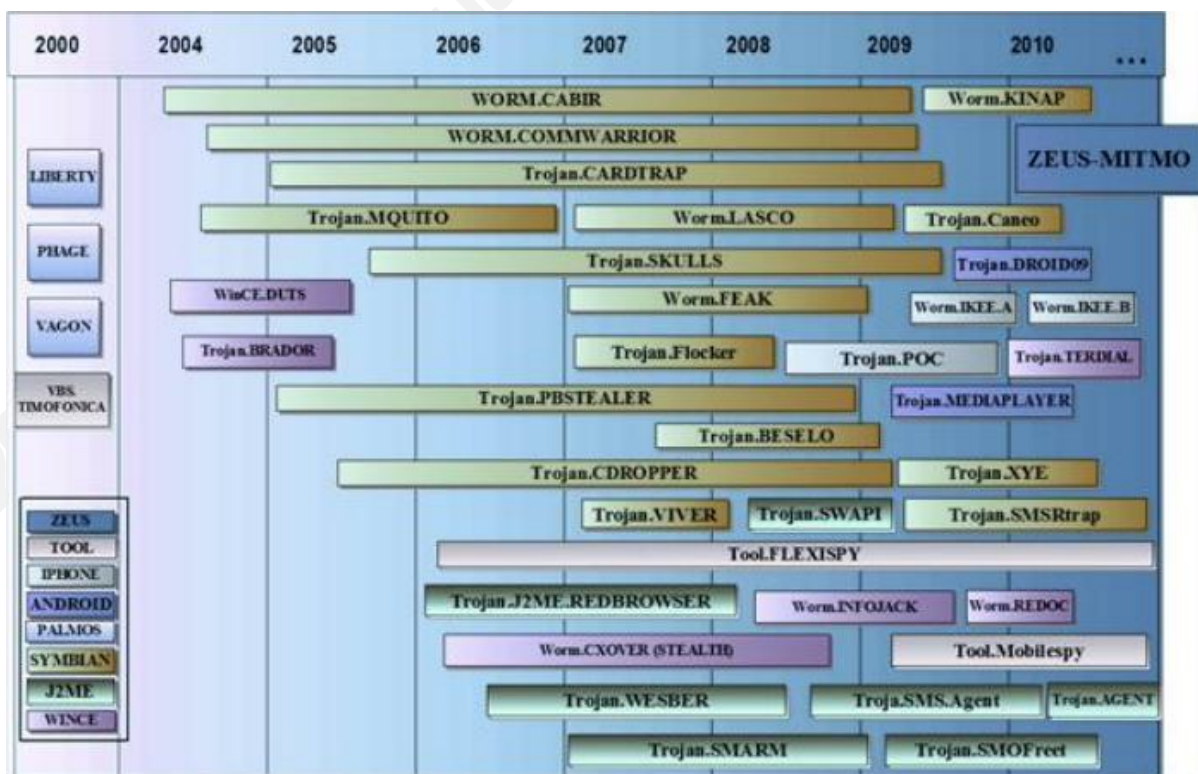 2000 2004 2005 2006 2007 2008 2009 2010 ...
WORM.CABIR
Worm.KINAP
WORM.COMMWARRIOR
ZEUS-MITMO
LIBERTY
Trojan.CARDTRAP
Trojan.MQUITO
Worm.LASCO
Trojan.Caneo
PHAGE
Trojan.SKULLS
Trojan.DROID09
WinCE.DUTS
Worm.FEAK
Worm.IKEE.A
Worm.IKEE.B
VAGON
Trojan.BRADOR
Trojan.Flocker
Trojan.POC
Trojan.TERDIAL
VBS.
TIMOFONICA
Trojan.PBSTEALER
Trojan.MEDIAPLAYER
Trojan.BESELO
Trojan.CDROPPER
Trojan.XYE
Trojan.VIVER
Trojan.SWAPI
Trojan.SMSRtrap
Tool.FLEXISPY
Trojan.J2ME.REDBROWSER
Worm.INFOJACK
Worm.REDOC
Worm.CXOVER (STEALTH)
Tool.Mobilespy
Trojan.WESBER
Troja.SMS.Agent
Trojan.AGENT
Trojan.SMARM
Trojan.SMOFreet
ZEUS
TOOL
IPHONE
ANDROID
PALMOS
SYMBIAN
J2ME
WINCE